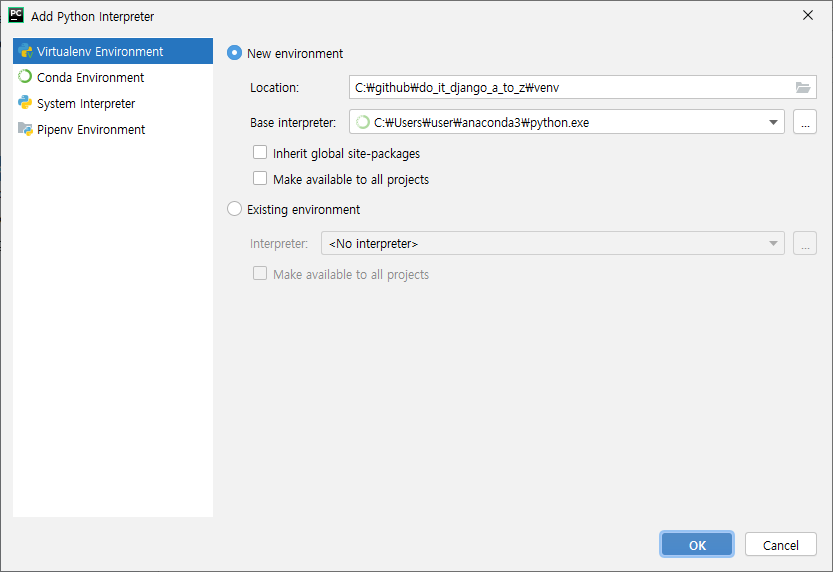 PC Add Python Interpreter
Virtualenv Environment
Conda Environment
System Interpreter
Pipenv Environment
New environment
Location: C:₩github₩do_it_django_a_to_z₩venv
Base interpreter: C:₩Users₩user₩anaconda3₩python.exe ...
Inherit global site-packages
Make available to all projects
Existing environment
Interpreter: <No interpreter> ...
Make available to all projects
OK Cancel